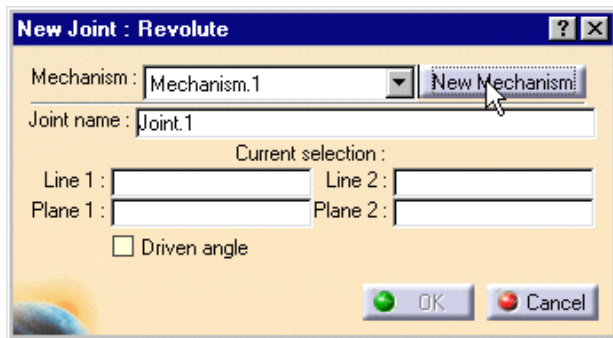 New Joint : Revolute ? X
Mechanism : Mechanism.1 New Mechanism
Joint name : Joint.1
Current selection :
Line 1 : Line 2 :
Plane 1 : Plane 2 :
Driven angle
OK Cancel